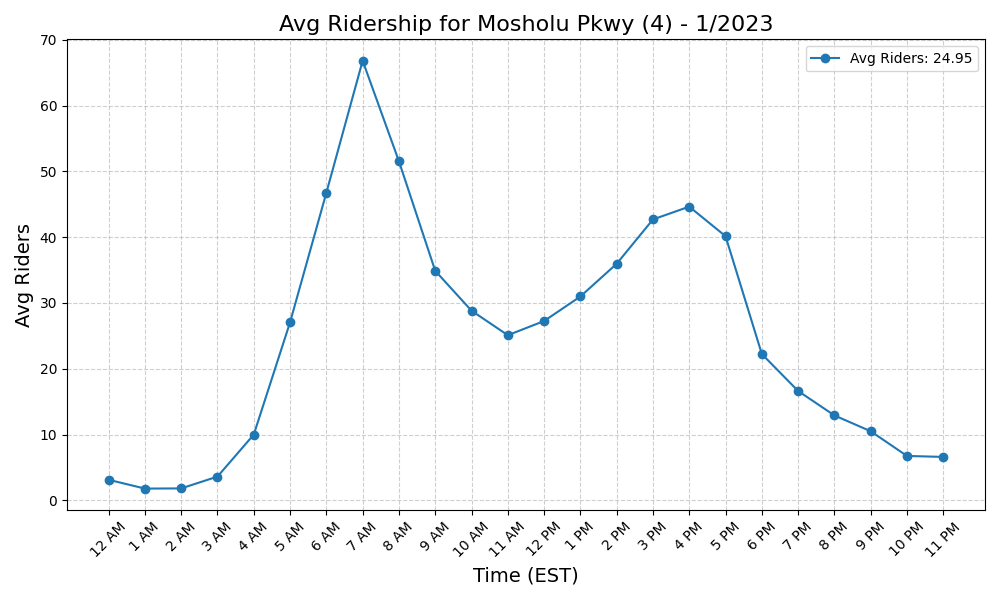 Avg Ridership for Mosholu Pkwy (4) - 1/2023
Avg Riders: 24.95
Avg Riders
70
60
50
40
30
20
10
0
12 AM
1 AM
2 AM
3 AM
4 AM
5 AM
6 AM
7 AM
8 AM
9 AM
10 AM
11 AM
12 PM
1 PM
2 PM
3 PM
4 PM
5 PM
6 PM
7 PM
8 PM
9 PM
10 PM
11 PM
Time (EST)